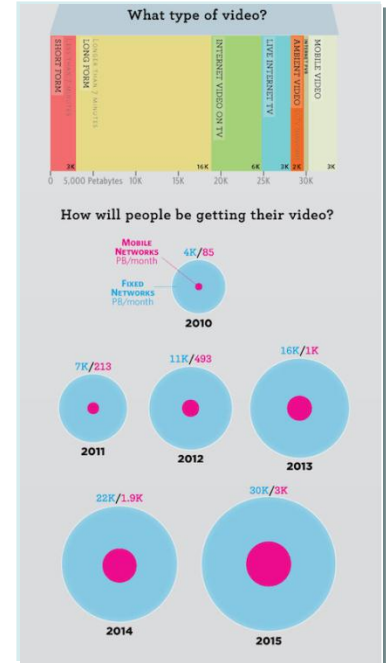 What type of video?
SHORT FORM
LONG FORM
LONGER THAN 7 MINUTES
INTERNET VIDEO ON TV
LIVE INTERNET TV
AMBIENT VIDEO
MOBILE VIDEO
3K
16K
6K
3K
2K
3K
0
5,000 Petabytes
10K
15K
20K
25K
30K
How will people be getting their video?
MOBILE
NETWORKS
PB/month
4K/85
FIXED
NETWORKS
PB/month
2010
7K/213
11K/493
16K/1K
2011
2012
2013
22K/1.9K
30K/3K
2014
2015